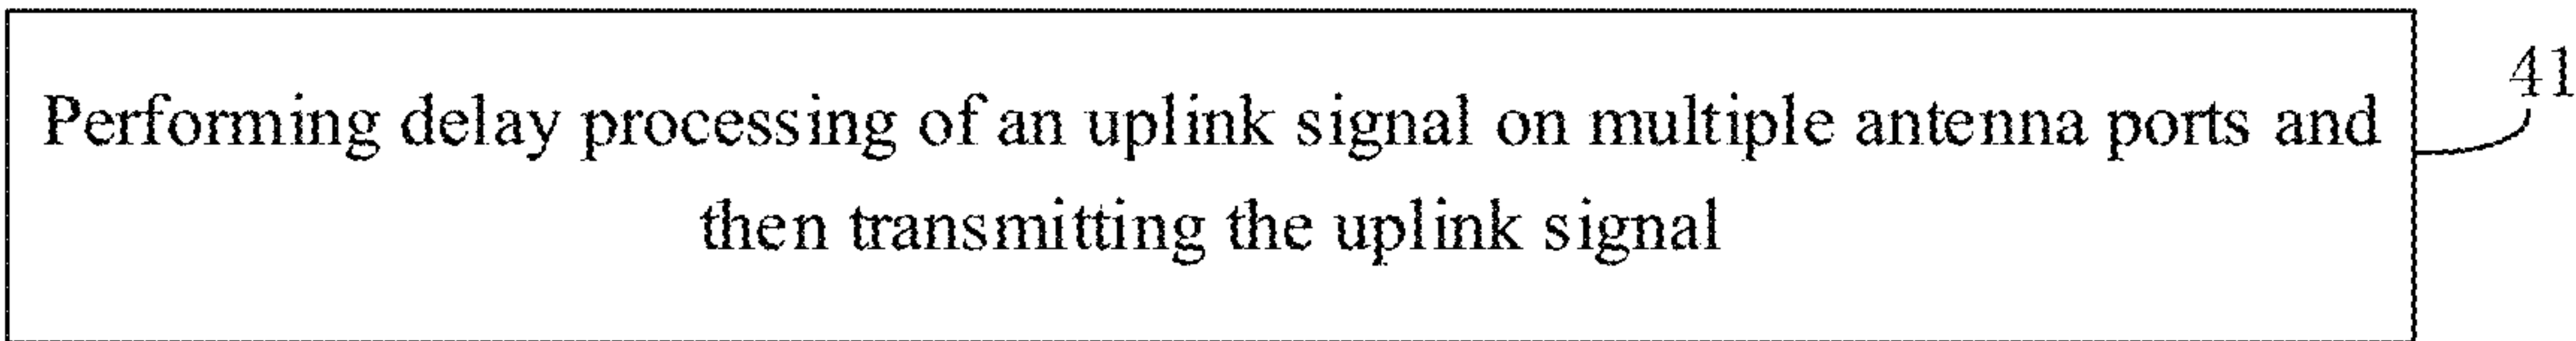 41
Performing delay processing of an uplink signal on multiple antenna ports and
then transmitting the uplink signal